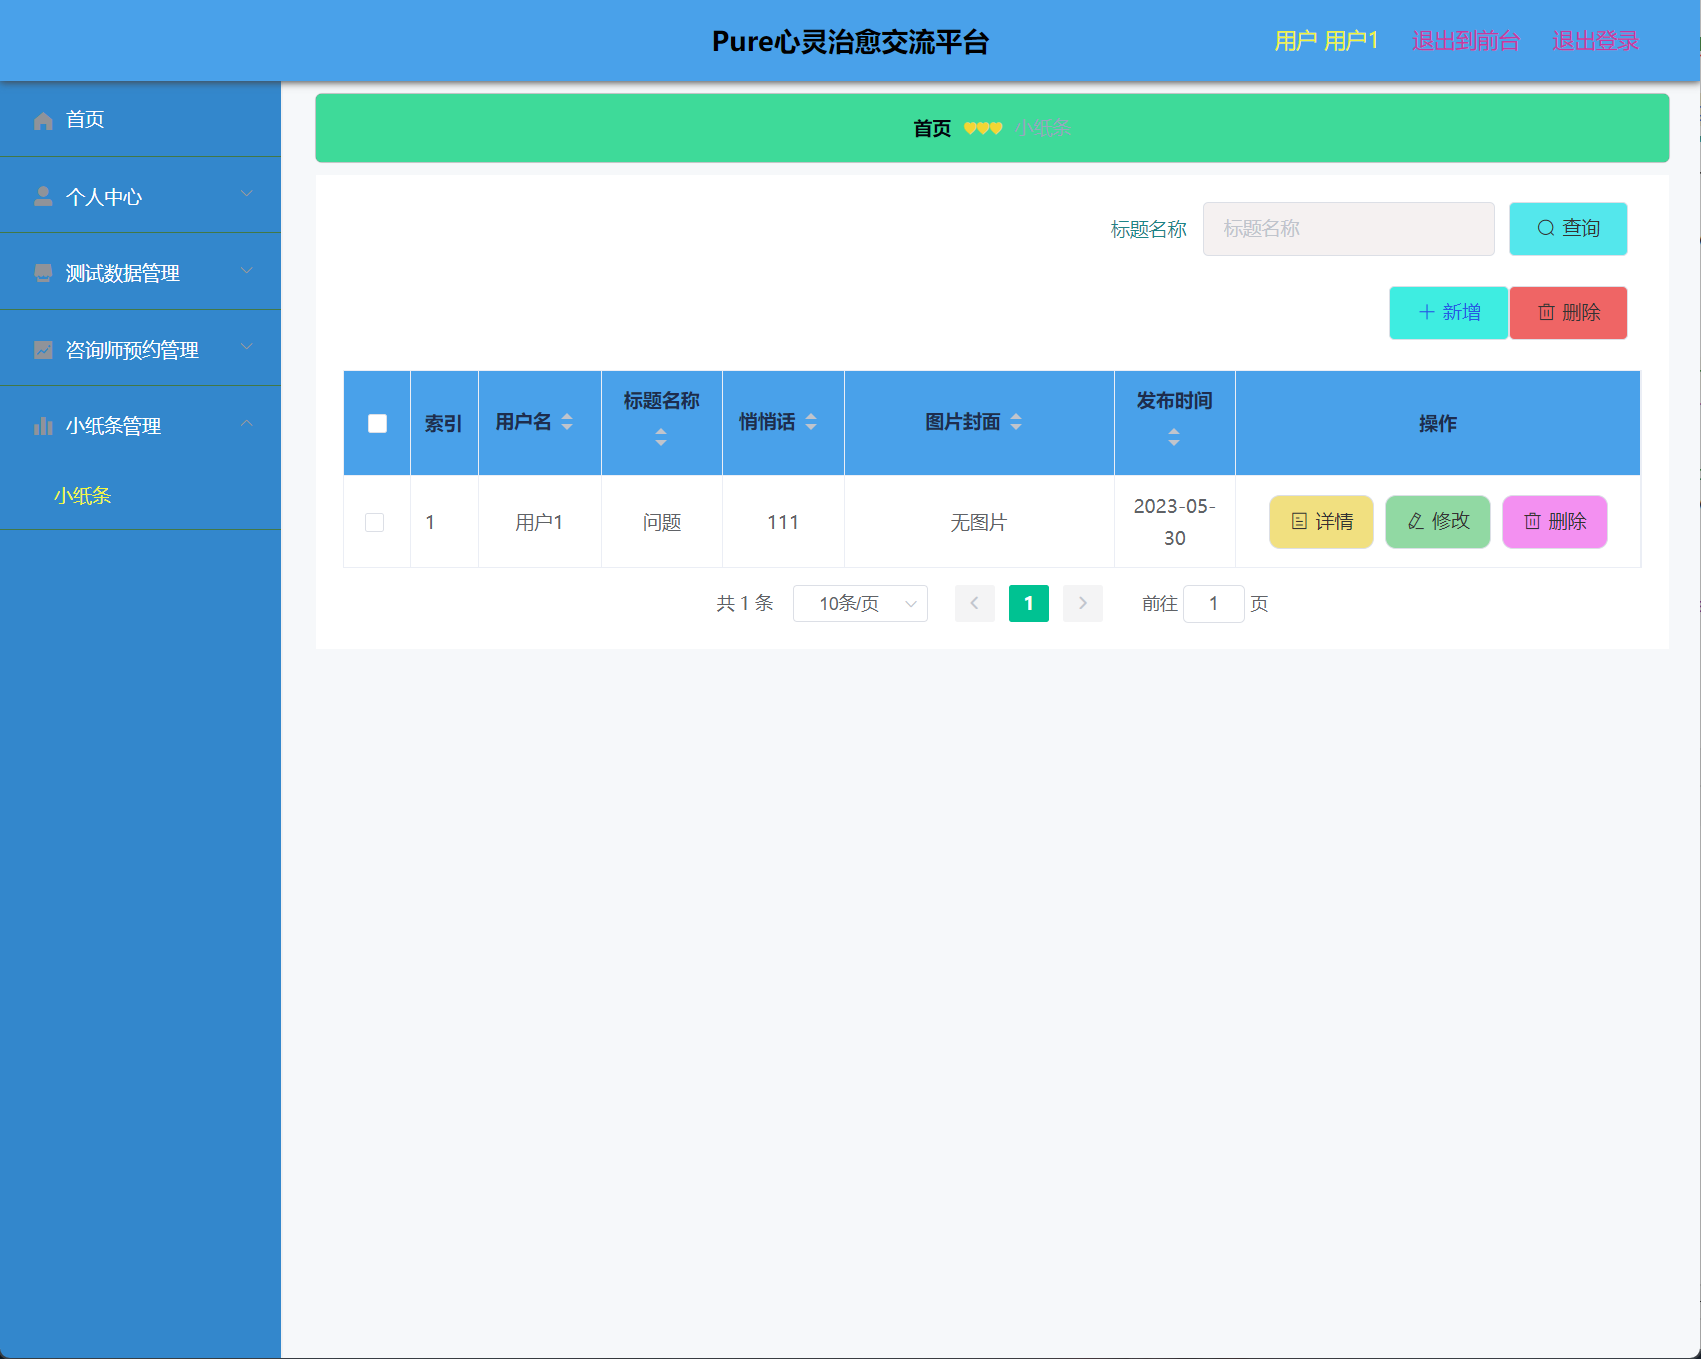 Pure心灵治愈交流平台
用户 用户1 退出到前台 退出登录
首页
个人中心
测试数据管理
咨询师预约管理
小纸条管理
小纸条
首页 小纸条
标题名称 标题名称 查询
新增 删除
索引 用户名 标题名称 悄悄话 图片封面 发布时间 操作
1 用户1 问题 111 无图片 2023-05-30 详情 修改 删除
共 1 条 10条/页 1 前往 1 页